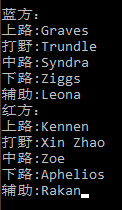 蓝方：
上路:Graves
打野:Trundle
中路:Syndra
下路:Ziggs
辅助:Leona
红方：
上路:Kennen
打野:Xin Zhao
中路:Zoe
下路:Aphelios
辅助:Rakan